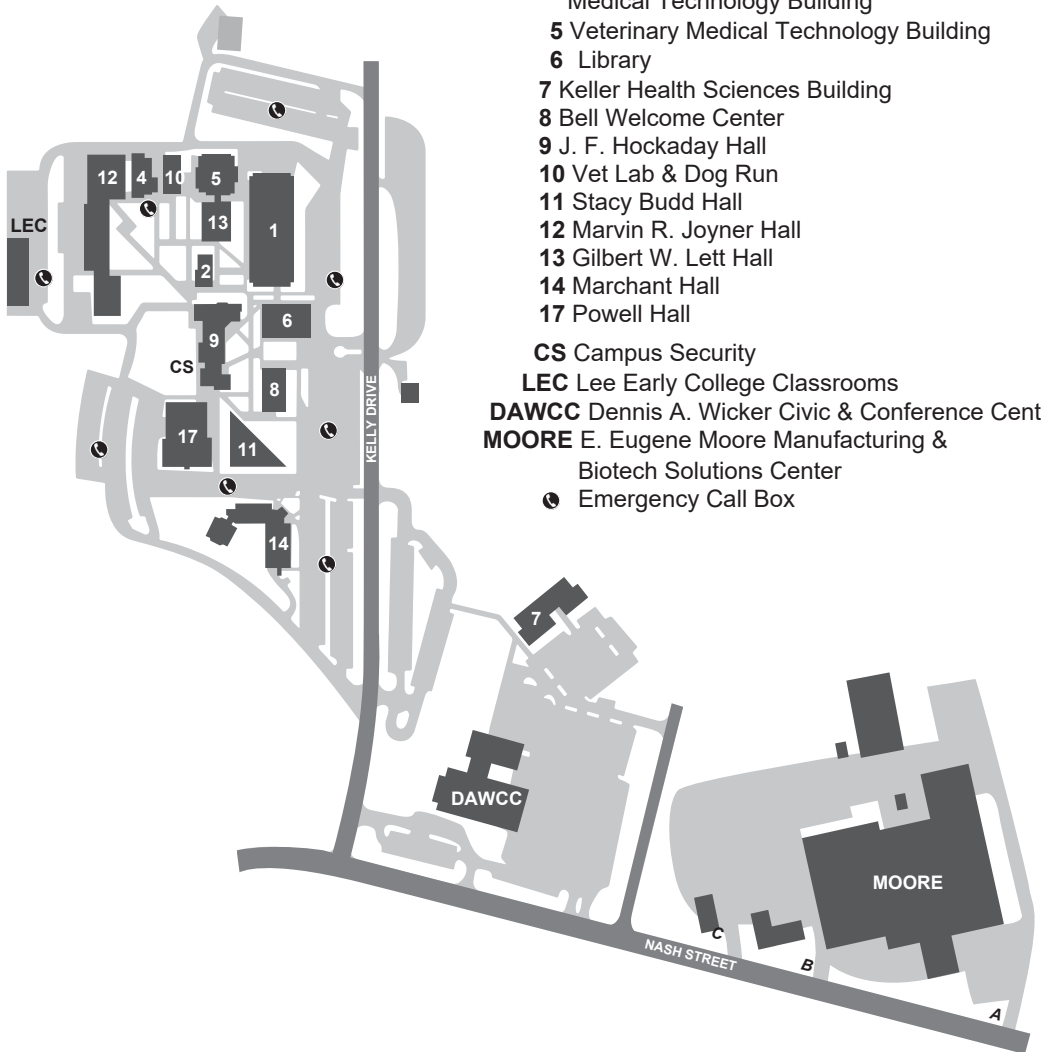 Medical Technology Building
5 Veterinary Medical Technology Building
6 Library
7 Keller Health Sciences Building
8 Bell Welcome Center
9 J. F. Hockaday Hall
10 Vet Lab & Dog Run
11 Stacy Budd Hall
12 Marvin R. Joyner Hall
13 Gilbert W. Lett Hall
14 Marchant Hall
17 Powell Hall
CS Campus Security
LEC Lee Early College Classrooms
DAWCC Dennis A. Wicker Civic & Conference Cent
MOORE E. Eugene Moore Manufacturing &
Biotech Solutions Center
Emergency Call Box
12
4
10
5
LEC
13
1
2
6
9
CS
8
KELLY DRIVE
17
11
14
7
DAWCC
MOORE
C
NASH STREET
B
A